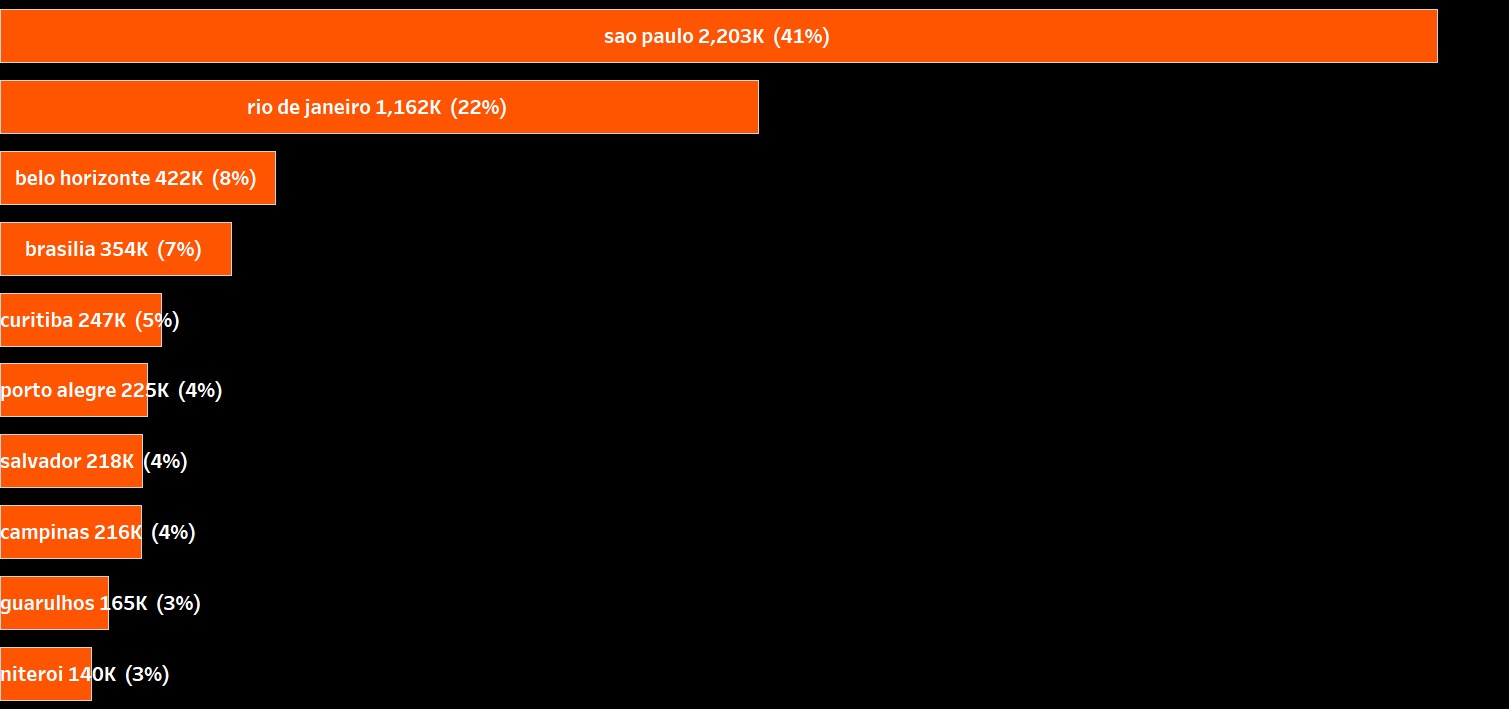 sao paulo 2,203K (41%)
rio de janeiro 1,162K (22%)
belo horizonte 422K (8%)
brasilia 354K (7%)
curitiba 247K (5%)
porto alegre 225K (4%)
salvador 218K (4%)
campinas 216K (4%)
guarulhos 165K (3%)
niteroi 140K (3%)